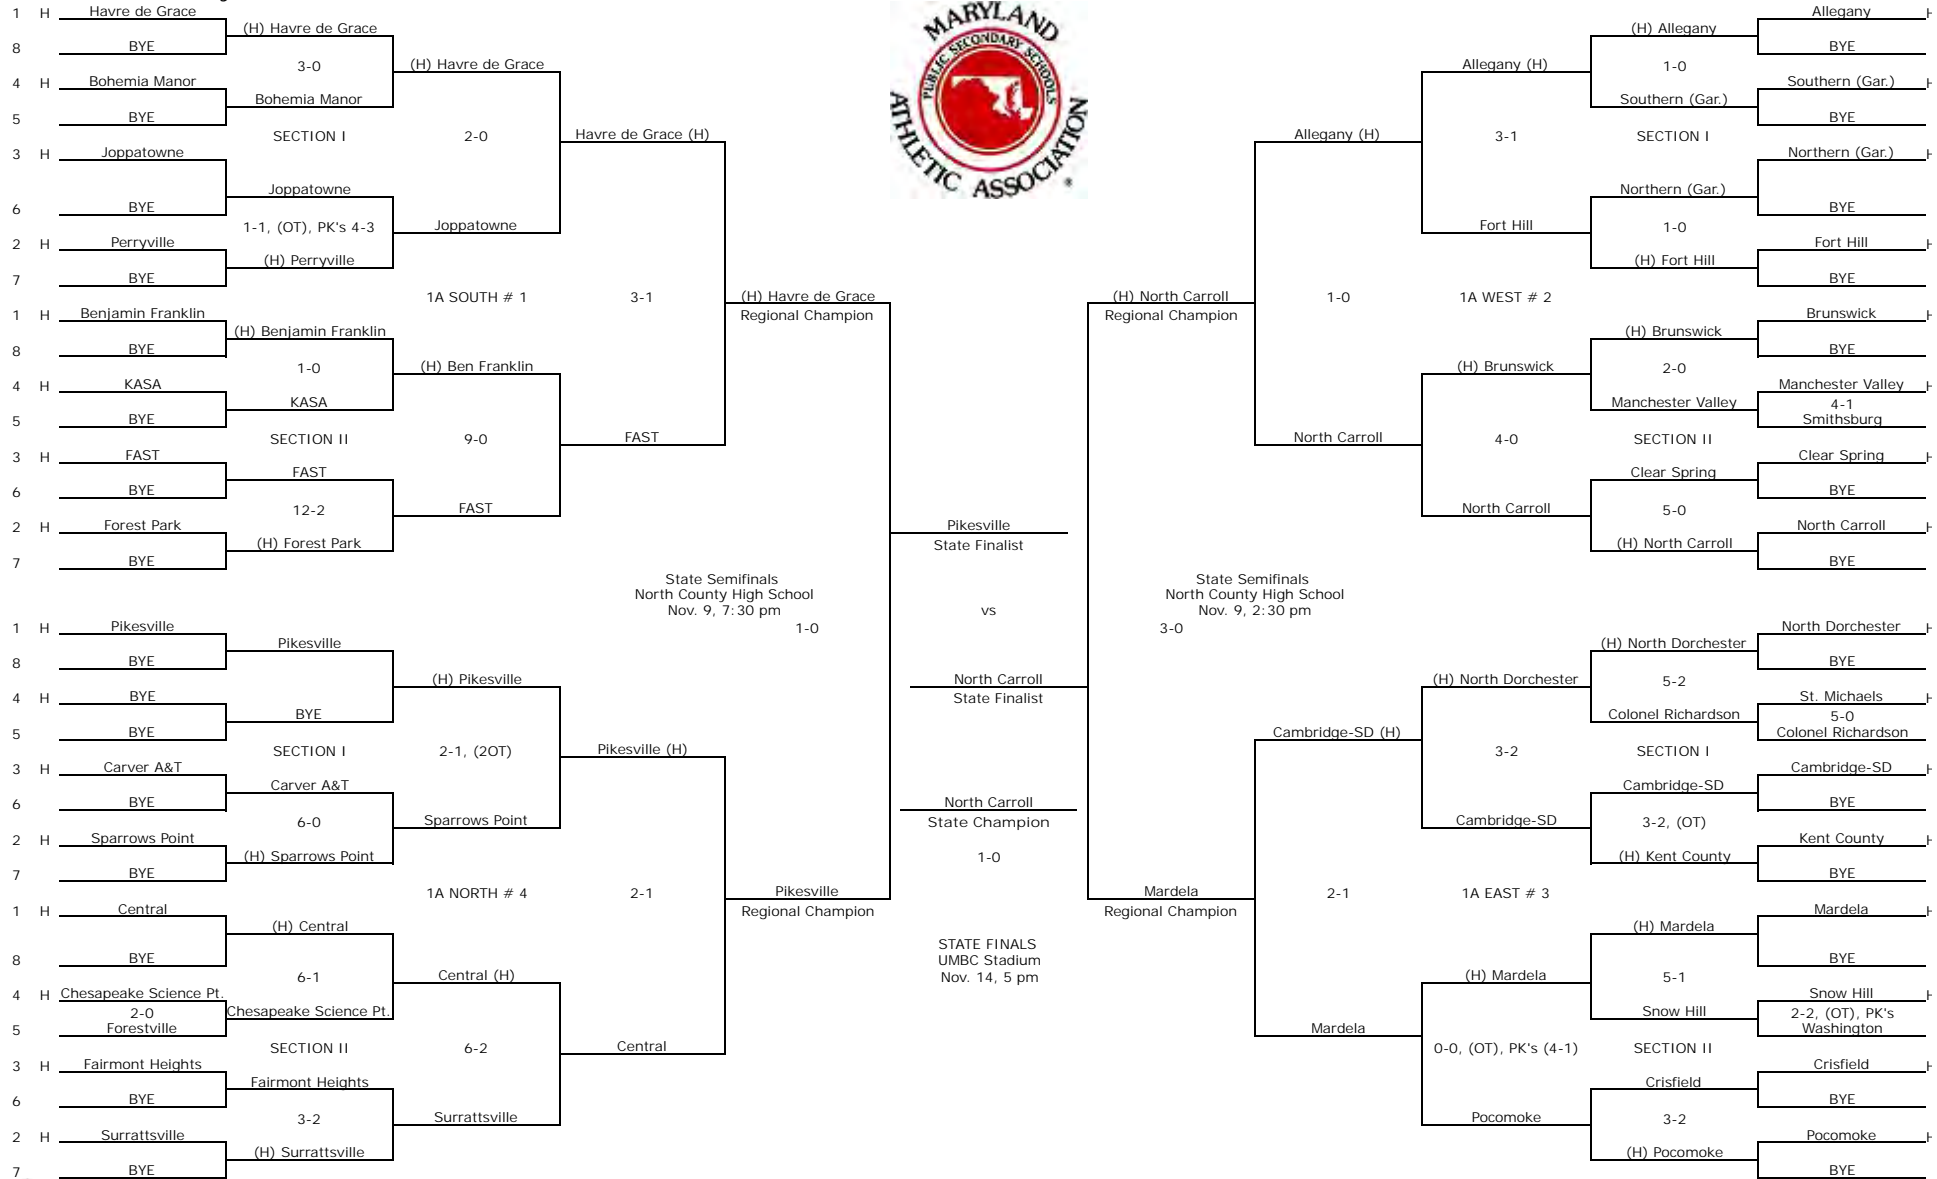 MARYLAND
PUBLIC SECONDARY SCHOOLS
ATHLETIC ASSOCIATION
®
1 H Havre de Grace
8 BYE
4 H Bohemia Manor
5 BYE
3 H Joppatowne
6 BYE
2 H Perryville
7 BYE
1 H Benjamin Franklin
8 BYE
4 H KASA
5 BYE
3 H FAST
6 BYE
2 H Forest Park
7 BYE
1 H Pikesville
8 BYE
4 H BYE
5 BYE
3 H Carver A&T
6 BYE
2 H Sparrows Point
7 BYE
1 H Central
8 BYE
4 H Chesapeake Science Pt.
2-0
5 Forestville
3 H Fairmont Heights
6 BYE
2 H Surrattsville
7 BYE
(H) Havre de Grace
3-0
Bohemia Manor
SECTION I
Joppatowne
1-1, (OT), PK's 4-3
(H) Perryville
(H) Benjamin Franklin
1-0
KASA
SECTION II
FAST
12-2
(H) Forest Park
Pikesville
BYE
SECTION I
Carver A&T
6-0
(H) Sparrows Point
(H) Central
6-1
Chesapeake Science Pt.
SECTION II
Fairmont Heights
3-2
(H) Surrattsville
(H) Havre de Grace
2-0
Joppatowne
1A SOUTH # 1
(H) Ben Franklin
9-0
FAST
(H) Pikesville
2-1, (2OT)
Sparrows Point
1A NORTH # 4
Central (H)
6-2
Surrattsville
Havre de Grace (H)
3-1
FAST
State Semifinals
North County High School
Nov. 9, 7:30 pm
1-0
Pikesville (H)
2-1
Central
(H) Havre de Grace
Regional Champion
Pikesville
Regional Champion
Pikesville
State Finalist
vs
North Carroll
State Finalist
North Carroll
State Champion
1-0
STATE FINALS
UMBC Stadium
Nov. 14, 5 pm
(H) North Carroll
Regional Champion
Mardela
Regional Champion
Allegany (H)
1-0
North Carroll
State Semifinals
North County High School
Nov. 9, 2:30 pm
3-0
Cambridge-SD (H)
2-1
Mardela
Allegany (H)
3-1
Fort Hill
1A WEST # 2
(H) Brunswick
4-0
North Carroll
(H) North Dorchester
3-2
Cambridge-SD
1A EAST # 3
(H) Mardela
0-0, (OT), PK's (4-1)
Pocomoke
(H) Allegany
1-0
Southern (Gar.)
SECTION I
Northern (Gar.)
1-0
(H) Fort Hill
(H) Brunswick
2-0
Manchester Valley
SECTION II
Clear Spring
5-0
(H) North Carroll
(H) North Dorchester
5-2
Colonel Richardson
SECTION I
Cambridge-SD
3-2, (OT)
(H) Kent County
(H) Mardela
5-1
Snow Hill
SECTION II
Crisfield
3-2
(H) Pocomoke
Allegany
BYE
Southern (Gar.)
BYE
Northern (Gar.)
BYE
Fort Hill
BYE
Brunswick
BYE
Manchester Valley
4-1
Smithsburg
Clear Spring
BYE
North Carroll
BYE
North Dorchester
BYE
St. Michaels
5-0
Colonel Richardson
Cambridge-SD
BYE
Kent County
BYE
Mardela
BYE
Snow Hill
2-2, (OT), PK's
Washington
Crisfield
BYE
Pocomoke
BYE